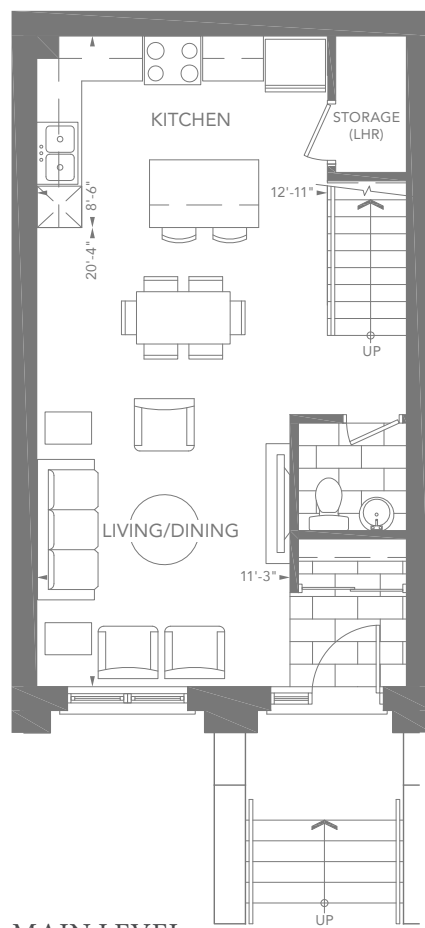 KITCHEN
STORAGE
(LHR)
12'-11"
8'-6"
20'-4"
UP
LIVING/DINING
11'-3"
MAIN LEVEL
UP